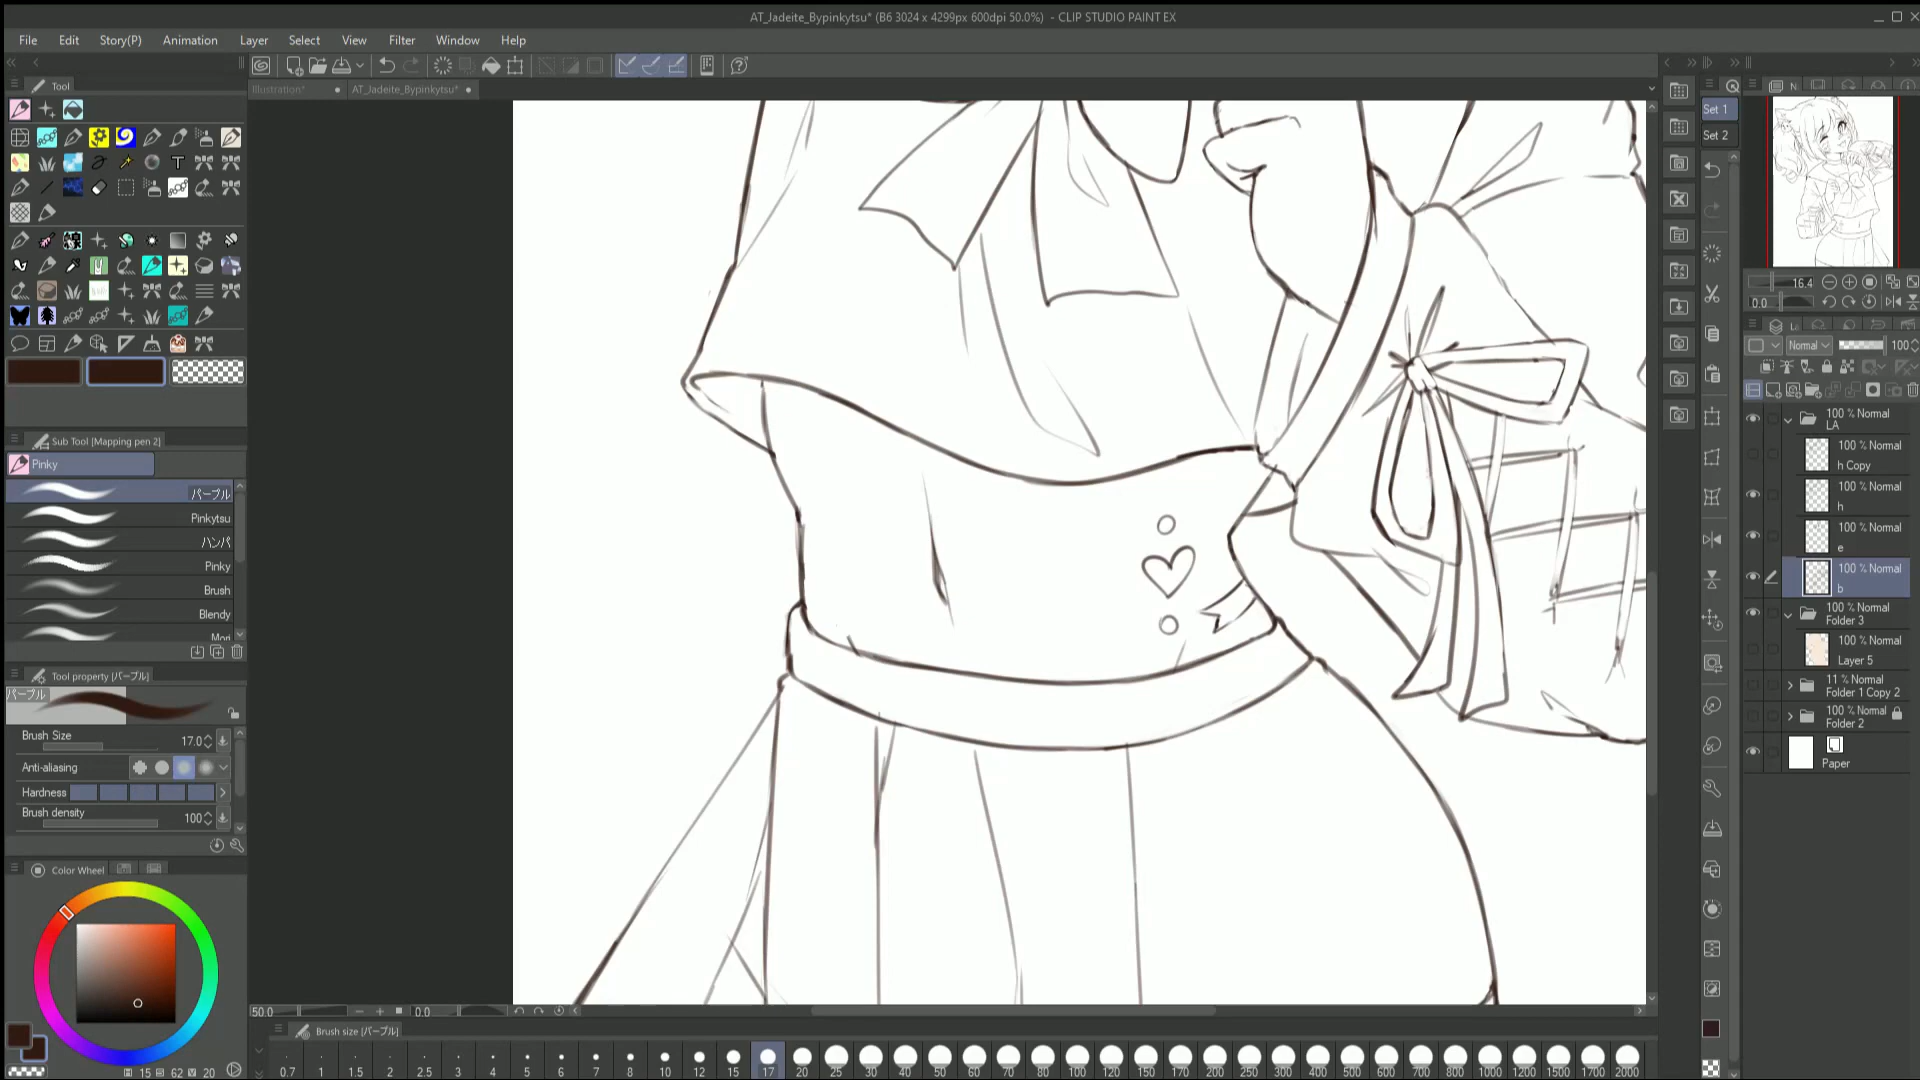 AT_Jadeite_Bypinkytsu* (B6 3024 x 4299px 600dpi 50.0%) - CLIP STUDIO PAINT EX
File Edit Story(P) Animation Layer Select View Filter Window Help
Tool
Illustration* AT_Jadeite_Bypinkytsu*
Set 1
Set 2
16.4
0.0
Normal 100
100 % Normal
LA
100 % Normal
h Copy
100 % Normal
h
100 % Normal
e
100 % Normal
b
100 % Normal
Folder 3
100 % Normal
Layer 5
11 % Normal
Folder 1 Copy 2
100 % Normal
Folder 2
Paper
Sub Tool [Mapping pen 2]
Pinky
パープル
Pinkytsu
ハンパ
Pinky
Brush
Blendy
Mori
Tool property [パープル]
パープル
Brush Size 17.0
Anti-aliasing
Hardness
Brush density 100
Color Wheel
15 62 20
50.0 0.0
Brush size [パープル]
0.7 1 1.5 2 2.5 3 4 5 6 7 8 10 12 15 17 20 25 30 40 50 60 70 80 100 120 150 170 200 250 300 400 500 600 700 800 1000 1200 1500 1700 2000